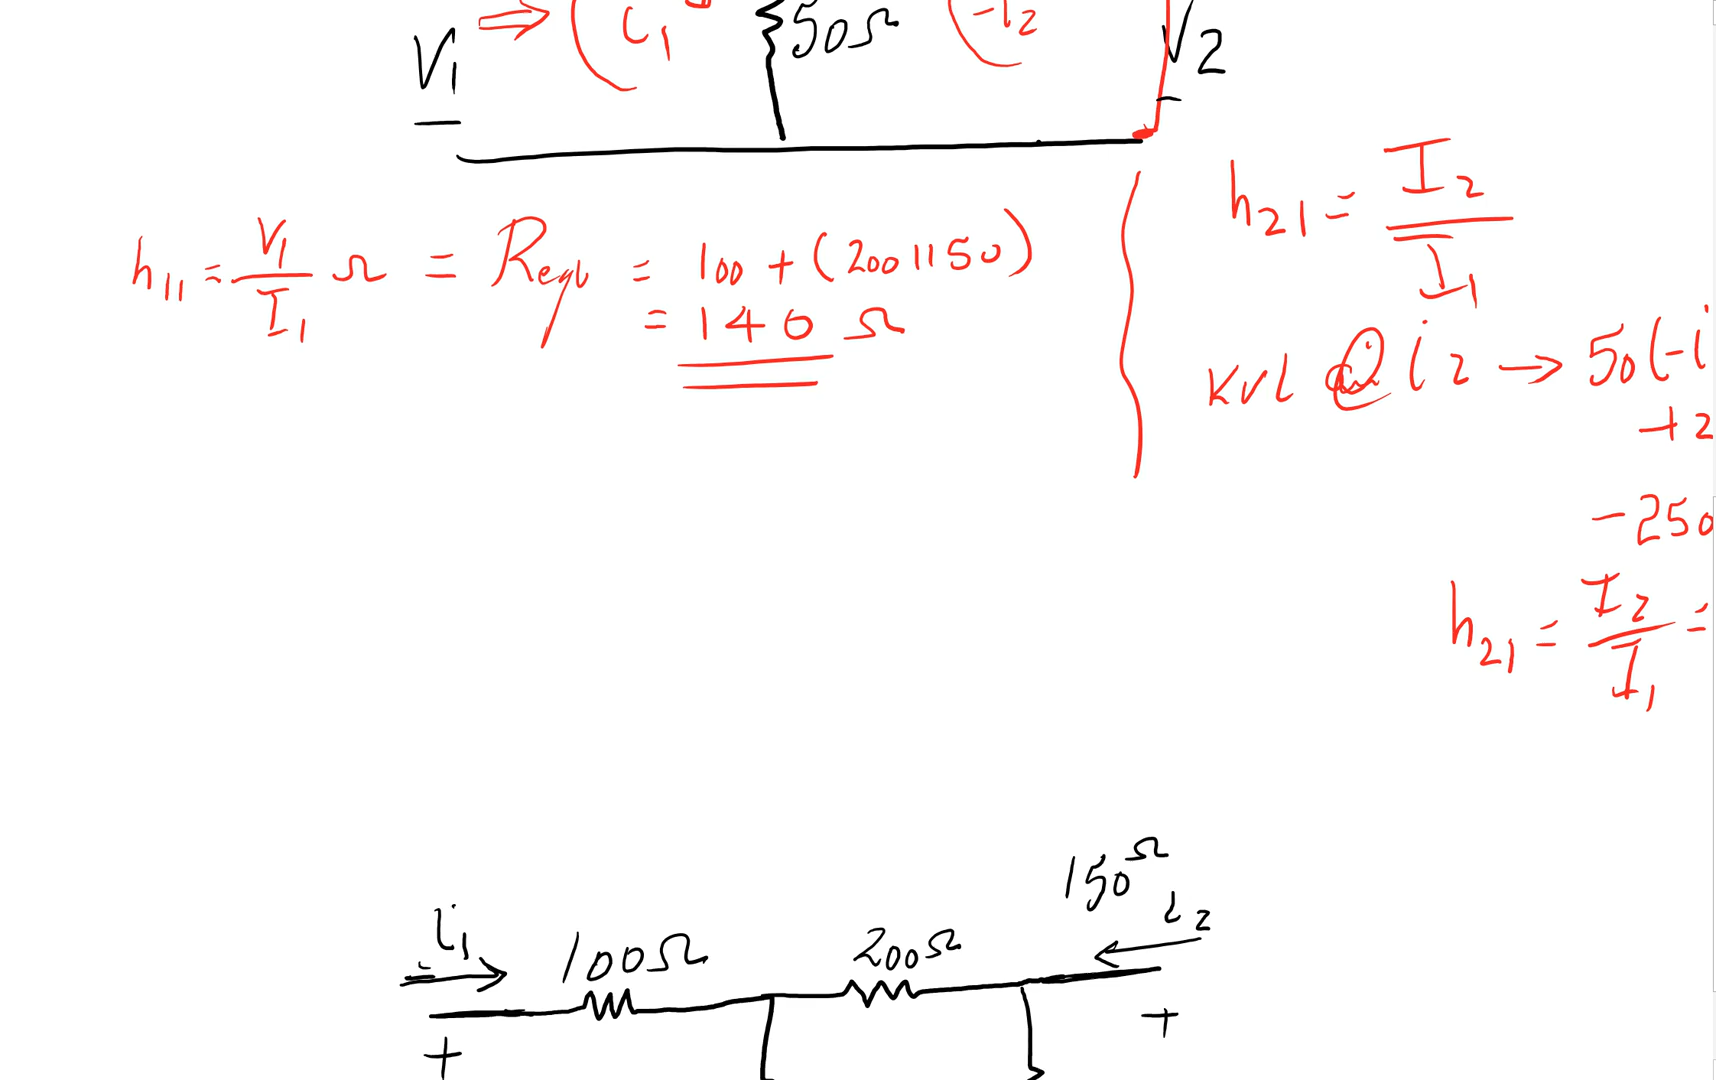 V1 ⇒ i1 50Ω -i2 V2
-
h11 = V1/I1 Ω = Reqv = 100 + (200||50)
= 140 Ω
h21 = I2/I1
KVL @ i2 → 50(-i
+2
-250
h21 = I2/I1 =
150Ω
i1 100Ω 200Ω i2
+ +